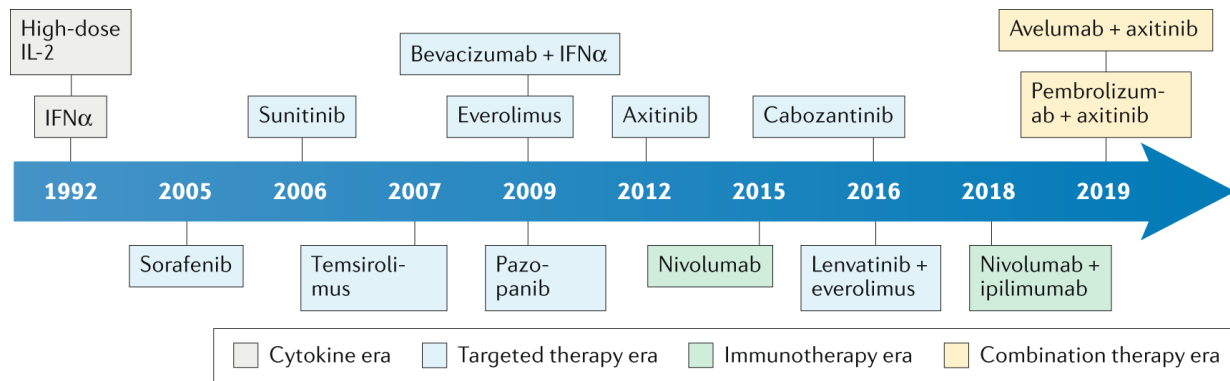 High-dose
IL-2
Bevacizumab + IFNα
Avelumab + axitinib
IFNα
Sunitinib
Everolimus
Axitinib
Cabozantinib
Pembrolizum-
ab + axitinib
1992 2005 2006 2007 2009 2012 2015 2016 2018 2019
Sorafenib
Temsiroli-
mus
Pazo-
panib
Nivolumab
Lenvatinib +
everolimus
Nivolumab +
ipilimumab
Cytokine era Targeted therapy era Immunotherapy era Combination therapy era